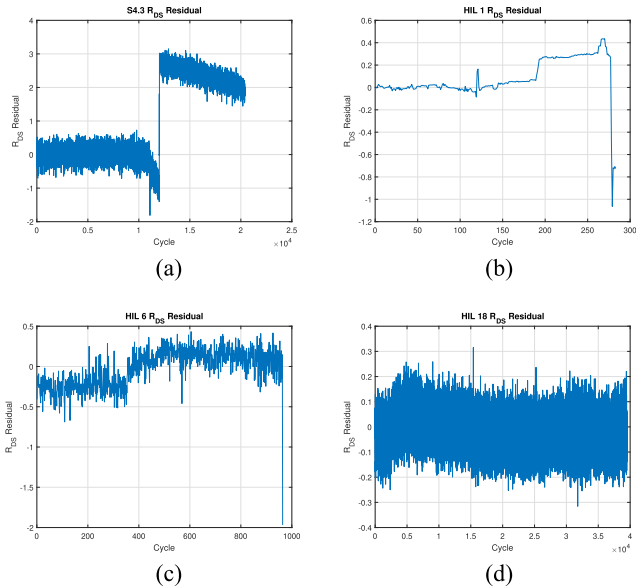 S4.3 R_DS Residual
4
3
2
1
0
-1
-2
R_DS Residual
0 0.5 1 1.5 2 2.5
Cycle
×10^4
(a)
HIL 1 R_DS Residual
0.6
0.4
0.2
0
-0.2
-0.4
-0.6
-0.8
-1
-1.2
R_DS Residual
0 50 100 150 200 250 300
Cycle
(b)
HIL 6 R_DS Residual
0.5
0
-0.5
-1
-1.5
-2
R_DS Residual
0 200 400 600 800 1000
Cycle
(c)
HIL 18 R_DS Residual
0.4
0.3
0.2
0.1
0
-0.1
-0.2
-0.3
-0.4
R_DS Residual
0 0.5 1 1.5 2 2.5 3 3.5 4
Cycle
×10^4
(d)